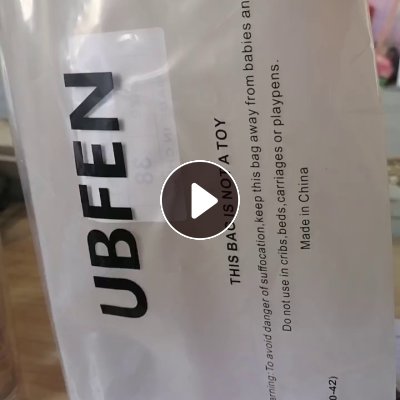 UBFEN
THIS BAG IS NOT A TOY
To avoid danger of suffocation,keep this bag away from babies
Do not use in cribs,beds,carriages or playpens.
Made in China